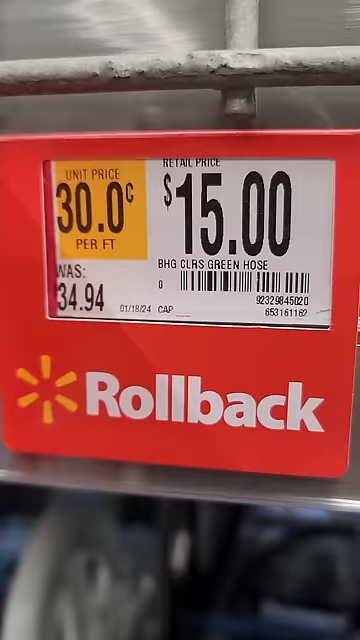 UNIT PRICE
30.0¢
PER FT
RETAIL PRICE
$15.00
BHG CLRS GREEN HOSE
WAS:
34.94
01/18/24 CAP
0
92329845020
653161162
Rollback